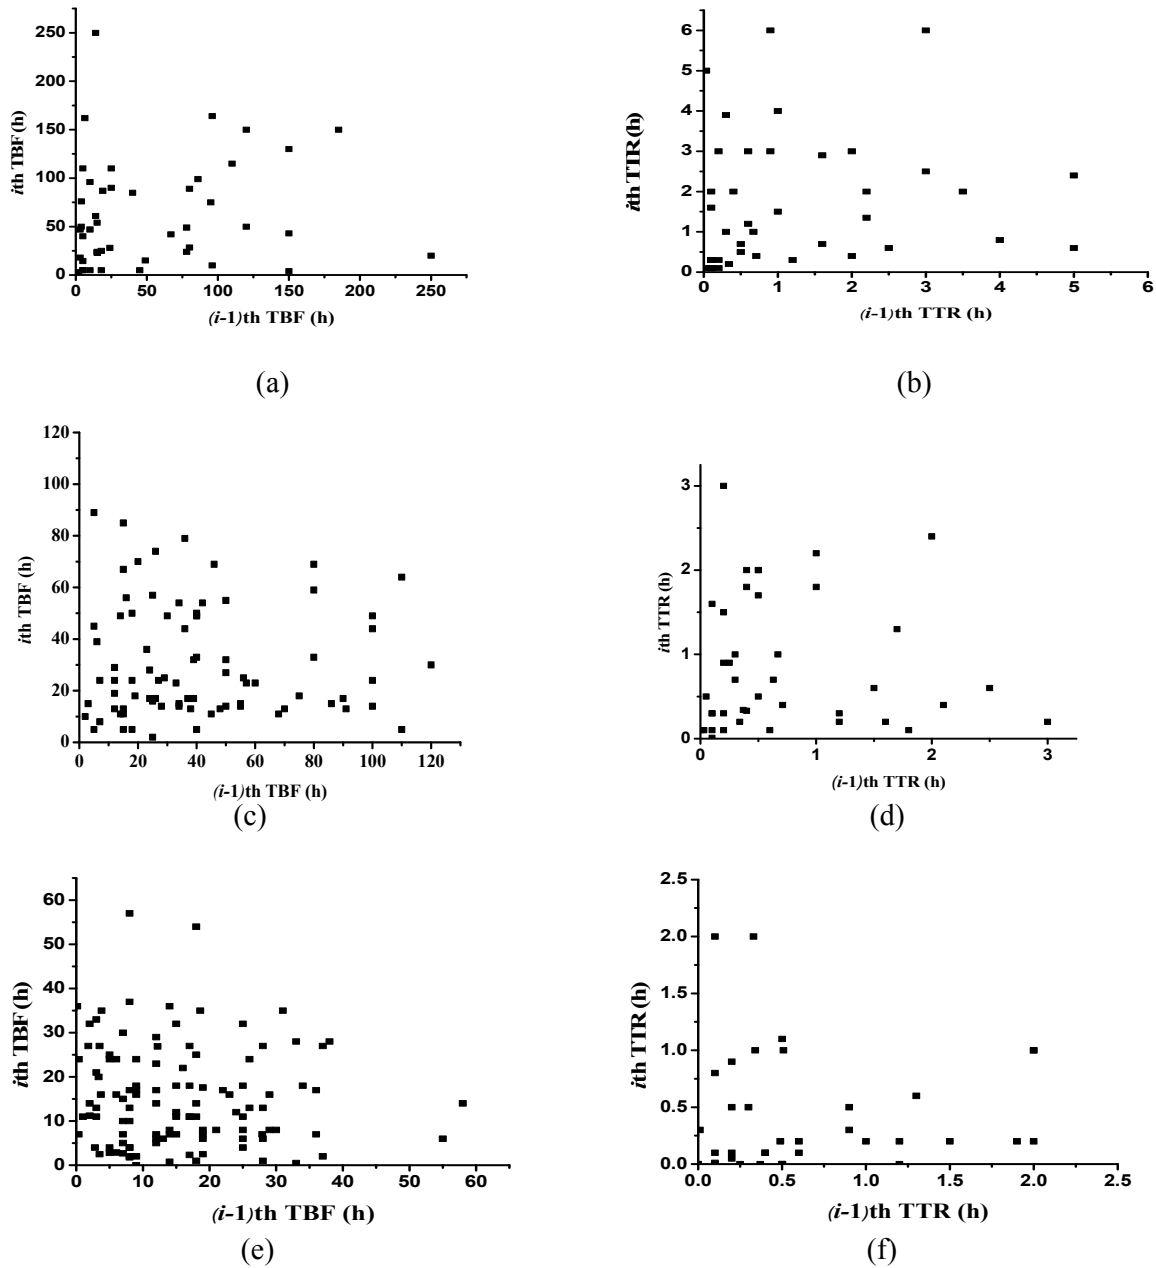 250
200
150
100
50
0
0 50 100 150 200 250
ith TBF (h)
(i-1)th TBF (h)
(a)
6
5
4
3
2
1
0
0 1 2 3 4 5 6
ith TTR (h)
(i-1)th TTR (h)
(b)
120
100
80
60
40
20
0
0 20 40 60 80 100 120
ith TBF (h)
(i-1)th TBF (h)
(c)
3
2
1
0
0 1 2 3
ith TTR (h)
(i-1)th TTR (h)
(d)
60
50
40
30
20
10
0
0 10 20 30 40 50 60
ith TBF (h)
(i-1)th TBF (h)
(e)
2.5
2.0
1.5
1.0
0.5
0.0
0.0 0.5 1.0 1.5 2.0 2.5
ith TTR (h)
(i-1)th TTR (h)
(f)